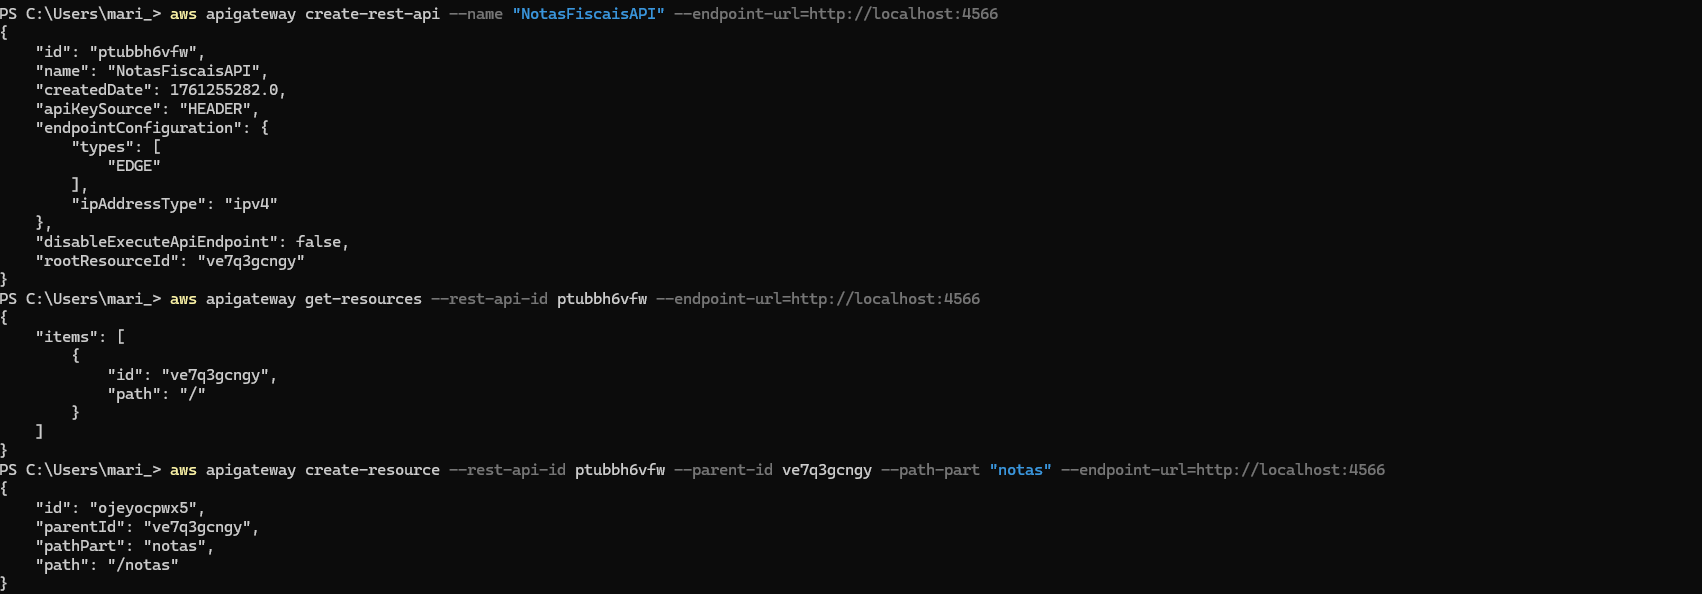 PS C:\Users\mari_> aws apigateway create-rest-api --name "NotasFiscaisAPI" --endpoint-url=http://localhost:4566
{
    "id": "ptubbh6vfw",
    "name": "NotasFiscaisAPI",
    "createdDate": 1761255282.0,
    "apiKeySource": "HEADER",
    "endpointConfiguration": {
        "types": [
            "EDGE"
        ],
        "ipAddressType": "ipv4"
    },
    "disableExecuteApiEndpoint": false,
    "rootResourceId": "ve7q3gcngy"
}
PS C:\Users\mari_> aws apigateway get-resources --rest-api-id ptubbh6vfw --endpoint-url=http://localhost:4566
{
    "items": [
        {
            "id": "ve7q3gcngy",
            "path": "/"
        }
    ]
}
PS C:\Users\mari_> aws apigateway create-resource --rest-api-id ptubbh6vfw --parent-id ve7q3gcngy --path-part "notas" --endpoint-url=http://localhost:4566
{
    "id": "ojeyocpwx5",
    "parentId": "ve7q3gcngy",
    "pathPart": "notas",
    "path": "/notas"
}